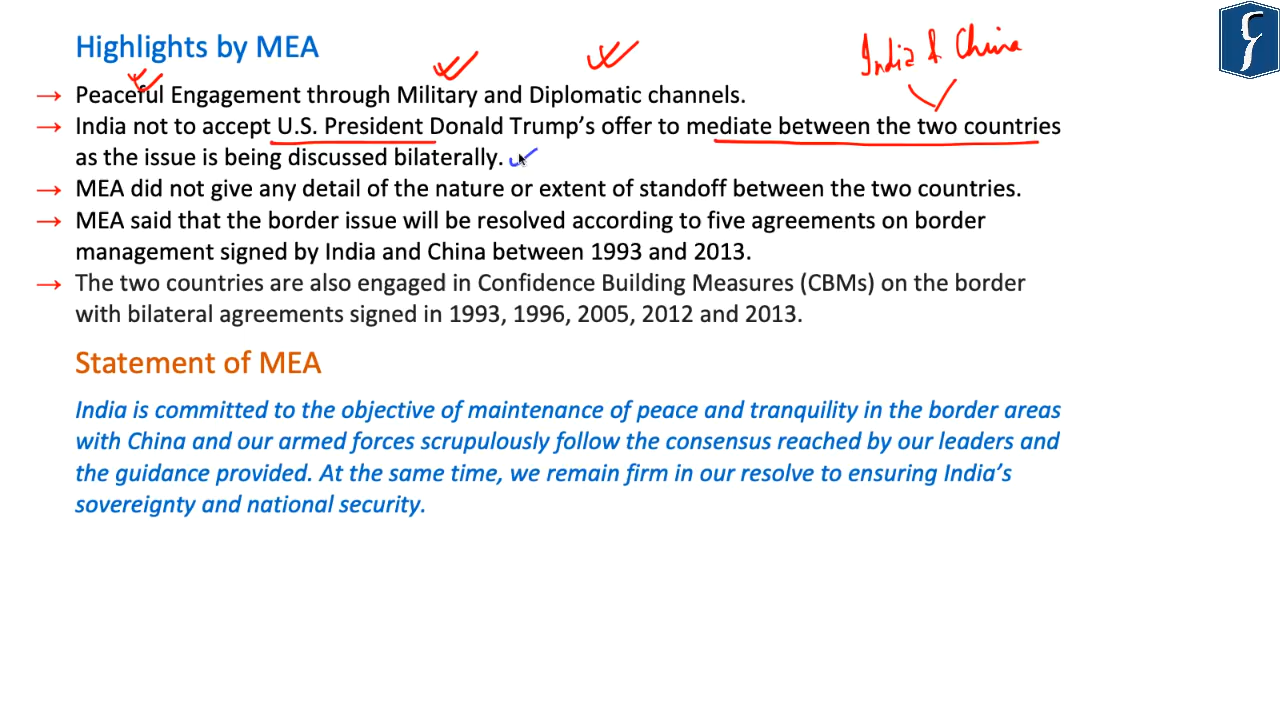 Highlights by MEA
India & China
→ Peaceful Engagement through Military and Diplomatic channels.
→ India not to accept U.S. President Donald Trump's offer to mediate between the two countries
as the issue is being discussed bilaterally.
→ MEA did not give any detail of the nature or extent of standoff between the two countries.
→ MEA said that the border issue will be resolved according to five agreements on border
management signed by India and China between 1993 and 2013.
→ The two countries are also engaged in Confidence Building Measures (CBMs) on the border
with bilateral agreements signed in 1993, 1996, 2005, 2012 and 2013.
Statement of MEA
India is committed to the objective of maintenance of peace and tranquility in the border areas
with China and our armed forces scrupulously follow the consensus reached by our leaders and
the guidance provided. At the same time, we remain firm in our resolve to ensuring India's
sovereignty and national security.